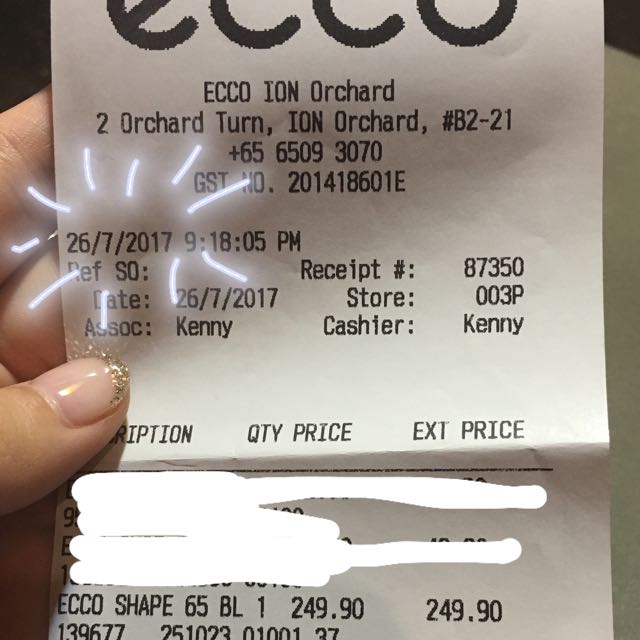 ecco
ECCO ION Orchard
2 Orchard Turn, ION Orchard, #B2-21
+65 6509 3070
GST NO. 201418601E
26/7/2017 9:18:05 PM
Ref SO: Receipt #: 87350
Date: 26/7/2017 Store: 003P
Assoc: Kenny Cashier: Kenny
RIPTION QTY PRICE EXT PRICE
ECCO SHAPE 65 BL 1 249.90 249.90
139677 251023 01001 37